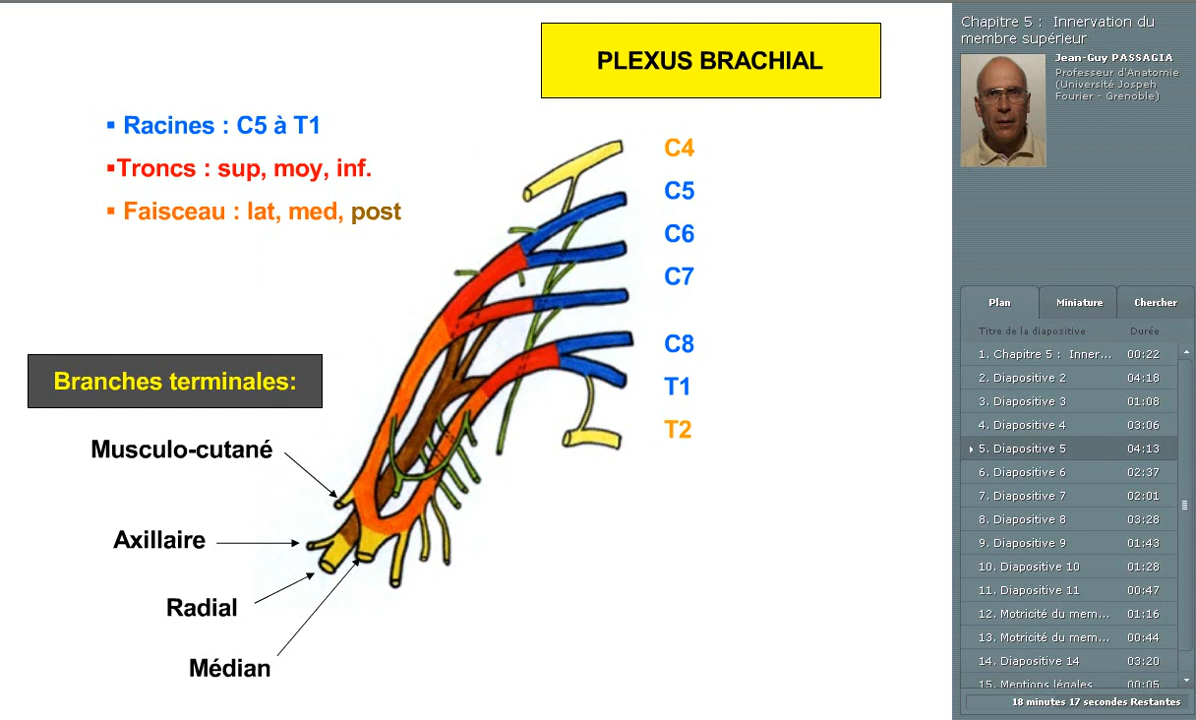 PLEXUS BRACHIAL
▪ Racines : C5 à T1
▪Troncs : sup, moy, inf.
▪ Faisceau : lat, med, post
C4
C5
C6
C7
C8
T1
T2
Branches terminales:
Musculo-cutané
Axillaire
Radial
Médian
Chapitre 5 : Innervation du
membre supérieur
Jean-Guy PASSAGIA
Professeur d'Anatomie
(Université Jospeh
Fourier - Grenoble)
Plan Miniature Chercher
Titre de la diapositive Durée
1. Chapitre 5 : Inner... 00:22
2. Diapositive 2 04:18
3. Diapositive 3 01:08
4. Diapositive 4 03:06
5. Diapositive 5 04:13
6. Diapositive 6 02:37
7. Diapositive 7 02:01
8. Diapositive 8 03:28
9. Diapositive 9 01:43
10. Diapositive 10 01:28
11. Diapositive 11 00:47
12. Motricité du mem... 01:16
13. Motricité du mem... 00:44
14. Diapositive 14 03:20
15. Mentions légales 00:05
18 minutes 17 secondes Restantes